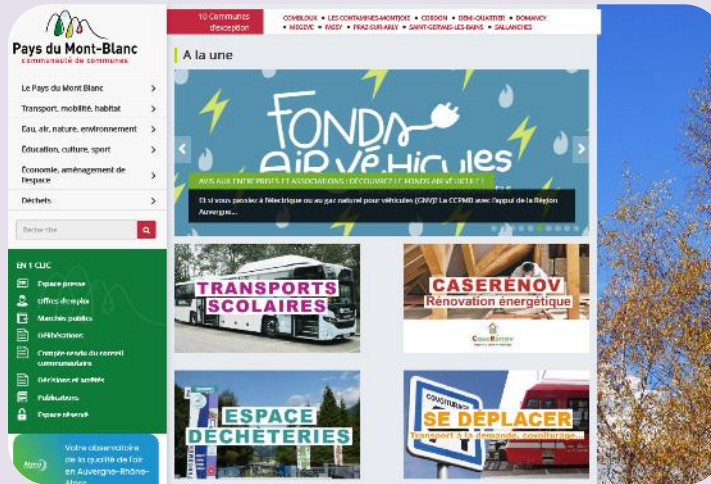 Pays du Mont-Blanc
communauté de communes
Le Pays du Mont Blanc
Transport, mobilité, habitat
Eau, air, nature, environnement
Éducation, culture, sport
Économie, aménagement de
l'espace
Déchets
Recherche
EN 1 CLIC
Espace presse
Offres d'emploi
Marchés publics
Délibérations
Compte-rendu du conseil
communautaire
Décisions et arrêtés
Publications
Espace réservé
Votre observatoire
de la qualité de l'air
en Auvergne-Rhône-
Alpes
10 Communes
d'exception
COMBLOUX • LES CONTAMINES-MONTJOIE • CORDON • DEMI-QUARTIER • DOMANCY
• MEGÈVE • PASSY • PRAZ-SUR-ARLY • SAINT-GERVAIS-LES-BAINS • SALLANCHES
A la une
FONDS
AIR VÉHICULES
AVIS AUX ENTREPRISES ET ASSOCIATIONS : DÉCOUVREZ LE FONDS AIR VÉHICULE !
Et si vous passiez à l'électrique ou au gaz naturel pour véhicules (GNV)? La CCPMB avec l'appui de la Région
Auvergne...
TRANSPORTS
SCOLAIRES
CASERENOV
Rénovation énergétique
ESPACE
DÉCHÈTERIES
COVOITURAGE
SE DÉPLACER
Transport à la demande, covoiturage...